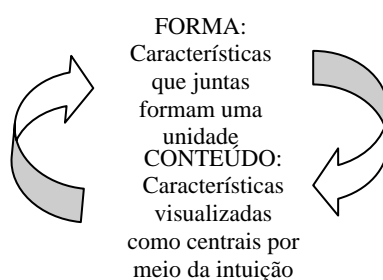 FORMA:
Características
que juntas
formam uma
unidade
CONTEÚDO:
Características
visualizadas
como centrais por
meio da intuição